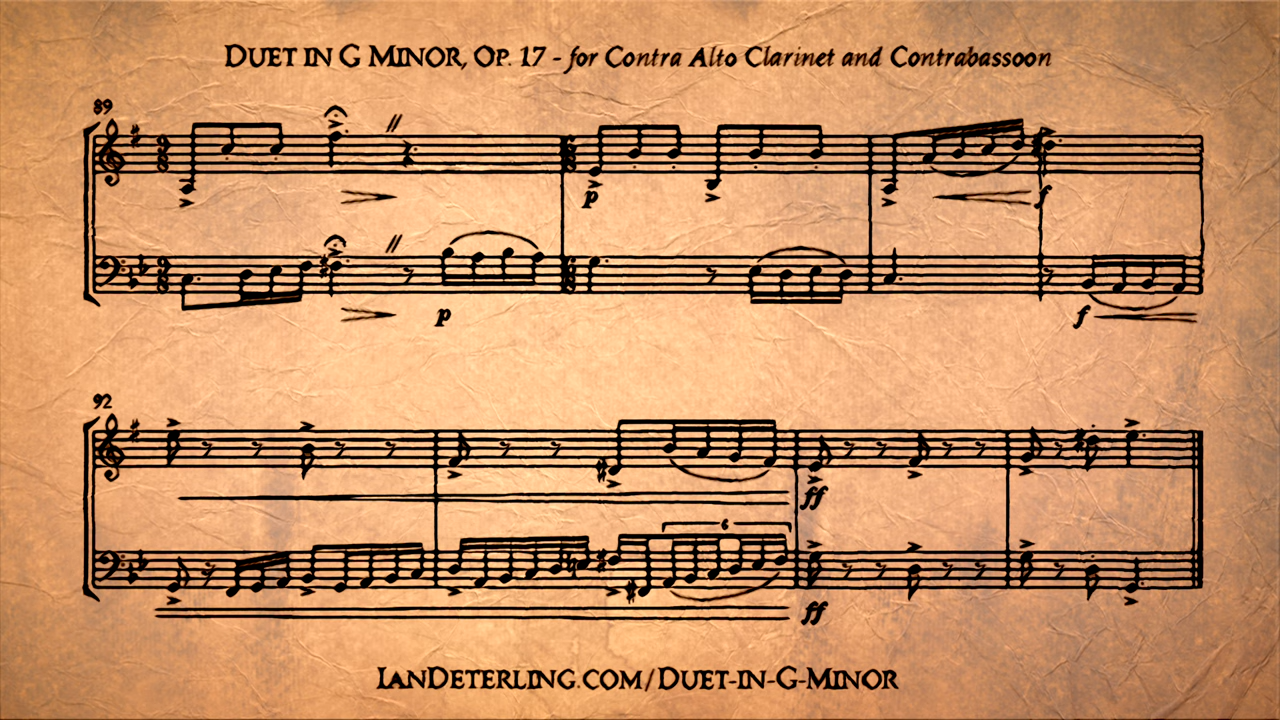 DUET IN G MINOR, OP. 17 - for Contra Alto Clarinet and Contrabassoon
89
p
f
p
f
92
ff
6
ff
IANDETERLING.COM/DUET-IN-G-MINOR